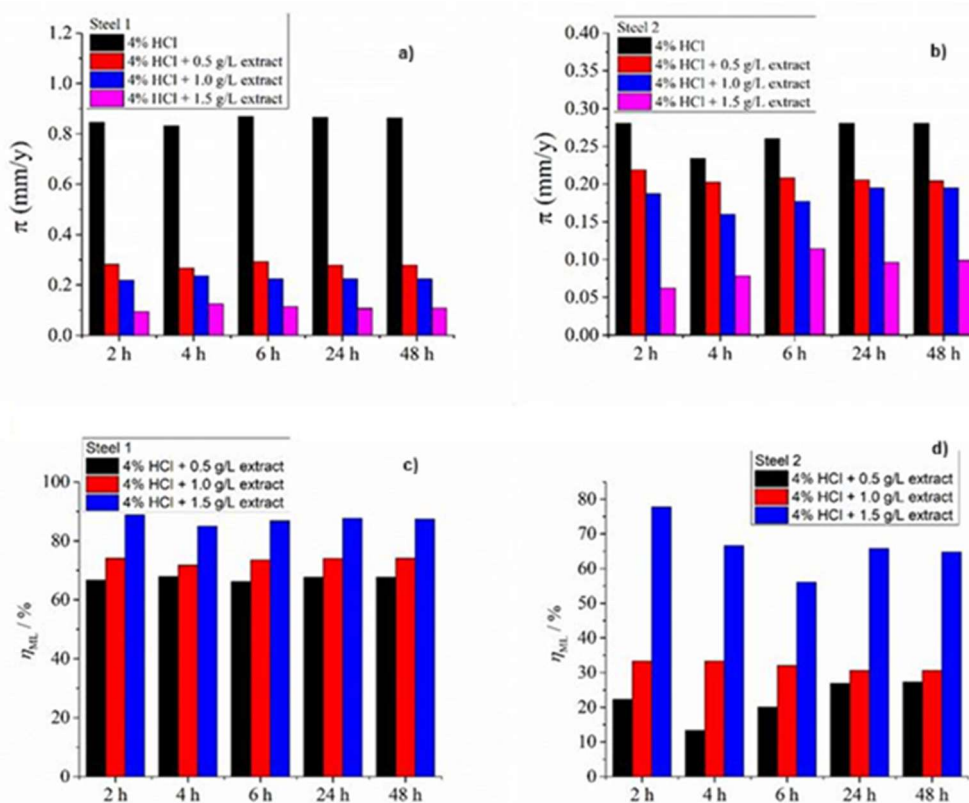 Steel 1
4% HCl
4% HCl + 0.5 g/L extract
4% HCl + 1.0 g/L extract
4% HCl + 1.5 g/L extract
a)
π (mm/y)
1.2
1.0
0.8
0.6
0.4
0.2
0.0
2 h 4 h 6 h 24 h 48 h
Steel 2
4% HCl
4% HCl + 0.5 g/L extract
4% HCl + 1.0 g/L extract
4% HCl + 1.5 g/L extract
b)
π (mm/y)
0.40
0.35
0.30
0.25
0.20
0.15
0.10
0.05
0.00
2 h 4 h 6 h 24 h 48 h
Steel 1
4% HCl + 0.5 g/L extract
4% HCl + 1.0 g/L extract
4% HCl + 1.5 g/L extract
c)
ηML / %
100
80
60
40
20
0
2 h 4 h 6 h 24 h 48 h
d)
Steel 2
4% HCl + 0.5 g/L extract
4% HCl + 1.0 g/L extract
4% HCl + 1.5 g/L extract
ηML / %
80
70
60
50
40
30
20
10
0
2 h 4 h 6 h 24 h 48 h